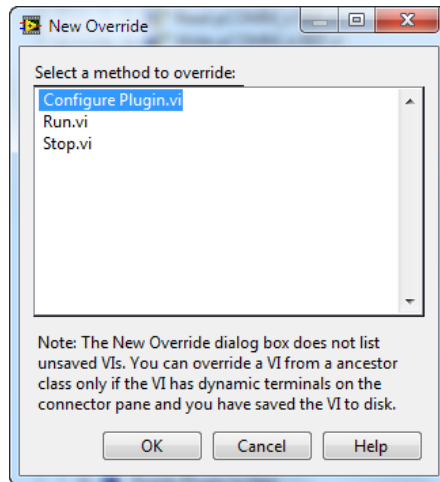 New Override
Select a method to override:
Configure Plugin.vi
Run.vi
Stop.vi
Note: The New Override dialog box does not list
unsaved VIs. You can override a VI from a ancestor
class only if the VI has dynamic terminals on the
connector pane and you have saved the VI to disk.
OK Cancel Help